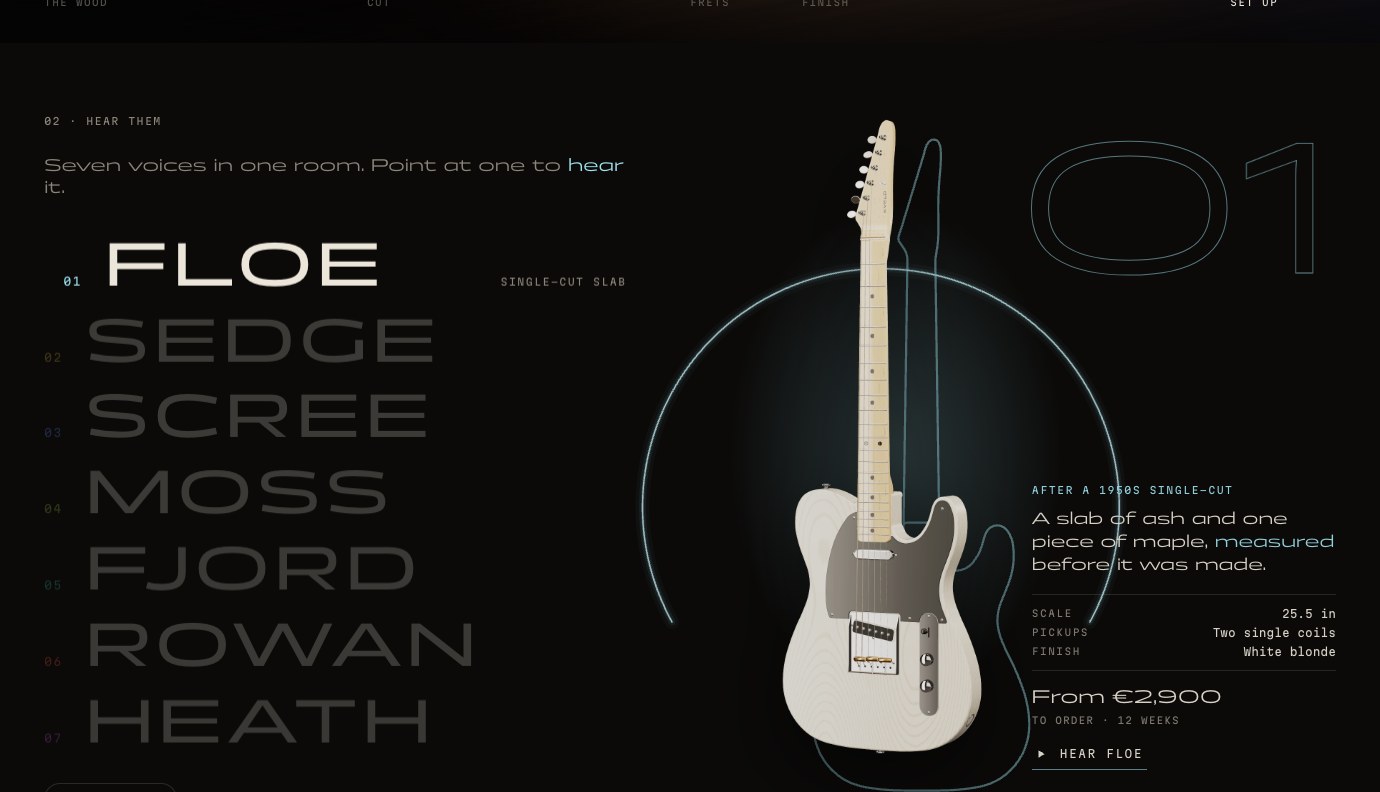 THE WOOD
CUT
FRETS
FINISH
SET UP
02 · HEAR THEM
Seven voices in one room. Point at one to hear
it.
01 FLOE SINGLE-CUT SLAB
02 SEDGE
03 SCREE
04 MOSS
05 FJORD
06 ROWAN
07 HEATH
01
AFTER A 1950S SINGLE-CUT
A slab of ash and one
piece of maple, measured
before it was made.
SCALE 25.5 in
PICKUPS Two single coils
FINISH White blonde
From €2,900
TO ORDER · 12 WEEKS
HEAR FLOE